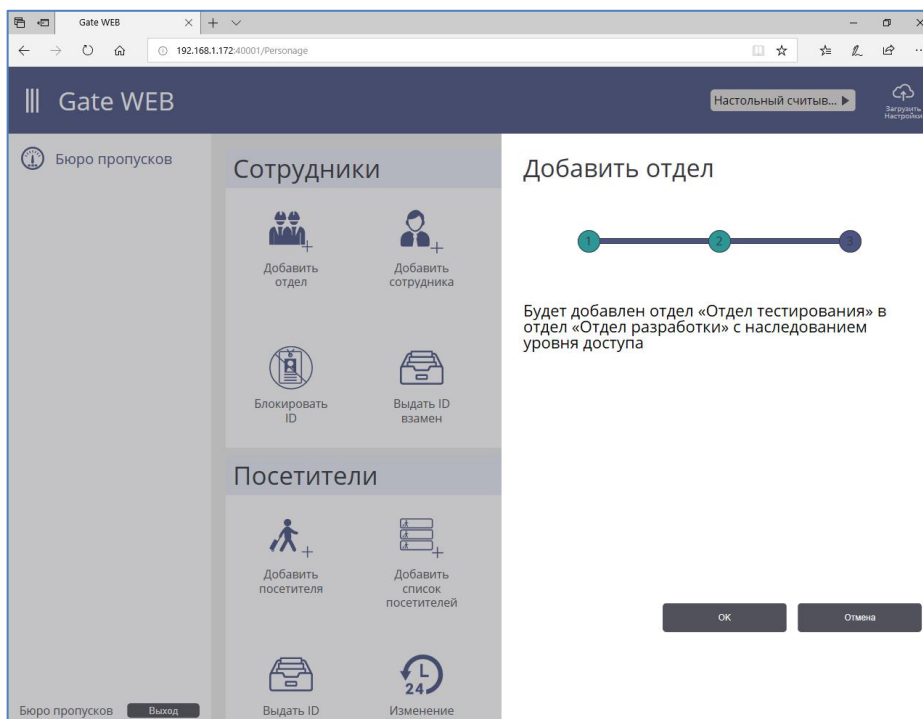 Gate WEB
192.168.1.172:40001/Personage
Gate WEB
Настольный считыв...
Загрузить
Настройки
Бюро пропусков
Сотрудники
Добавить
отдел
Добавить
сотрудника
Блокировать
ID
Выдать ID
взамен
Посетители
Добавить
посетителя
Добавить
список
посетителей
L
24
Выдать ID
Изменение
Бюро пропусков
Выход
Добавить отдел
1
2
3
Будет добавлен отдел «Отдел тестирования» в
отдел «Отдел разработки» с наследованием
уровня доступа
ОК
Отмена